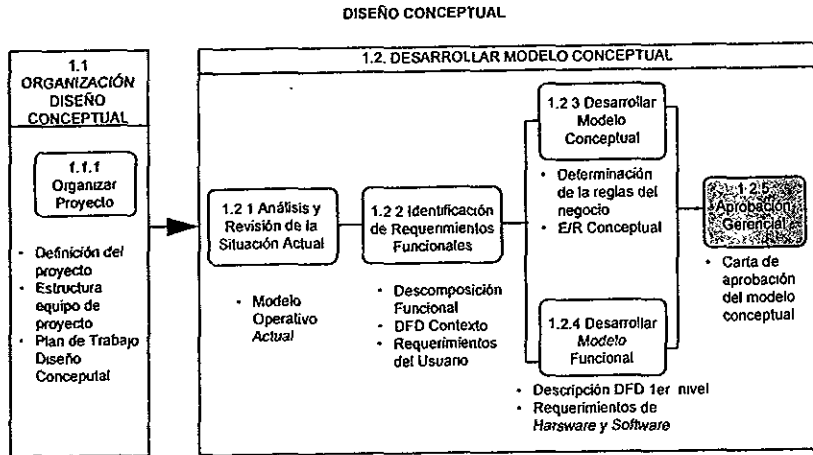 DISEÑO CONCEPTUAL
1.1
ORGANIZACIÓN
DISEÑO
CONCEPTUAL
1.1.1
Organizar
Proyecto
• Definición del
proyecto
• Estructura
equipo de
proyecto
• Plan de Trabajo
Diseño
Conceputal
1.2. DESARROLLAR MODELO CONCEPTUAL
1.2 1 Análisis y
Revisión de la
Situación Actual
• Modelo
Operativo
Actual
1.2 2 Identificación
de Requerimientos
Funcionales
• Descomposición
Funcional
• DFD Contexto
• Requerimientos
del Usuario
1.2 3 Desarrollar
Modelo
Conceptual
• Determinación
de la reglas del
negocio
• E/R Conceptual
1.2.4 Desarrollar
Modelo
Funcional
• Descripción DFD 1er nivel
• Requerimientos de
Harsware y Software
1.2.5
Aprobación
Gerencial
• Carta de
aprobación
del modelo
conceptual